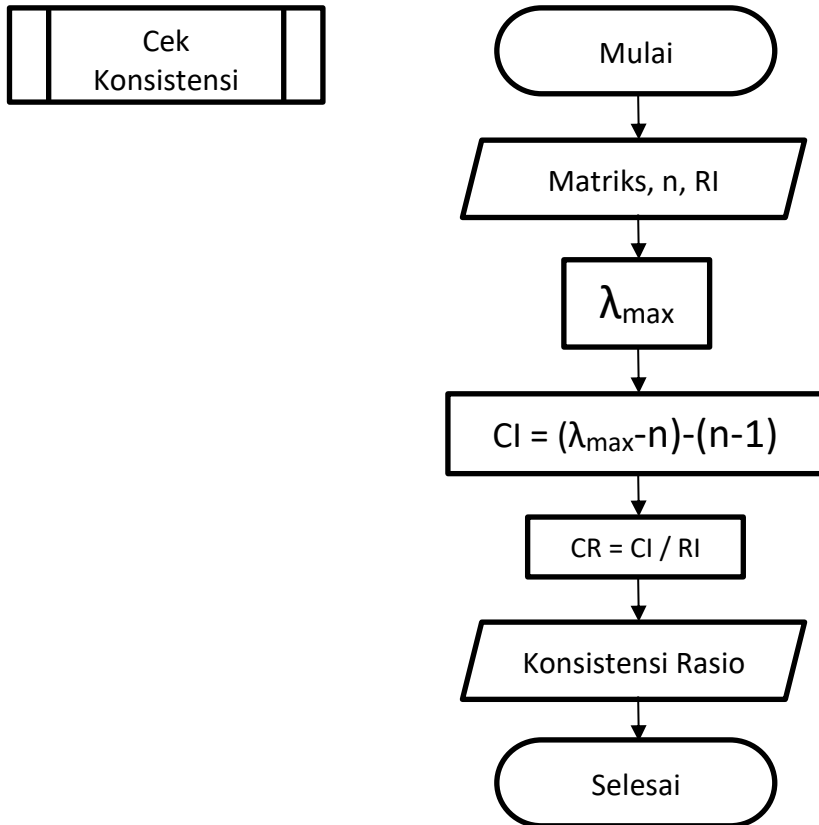 Cek
Konsistensi
Mulai
Matriks, n, RI
λmax
CI = (λmax-n)-(n-1)
CR = CI / RI
Konsistensi Rasio
Selesai